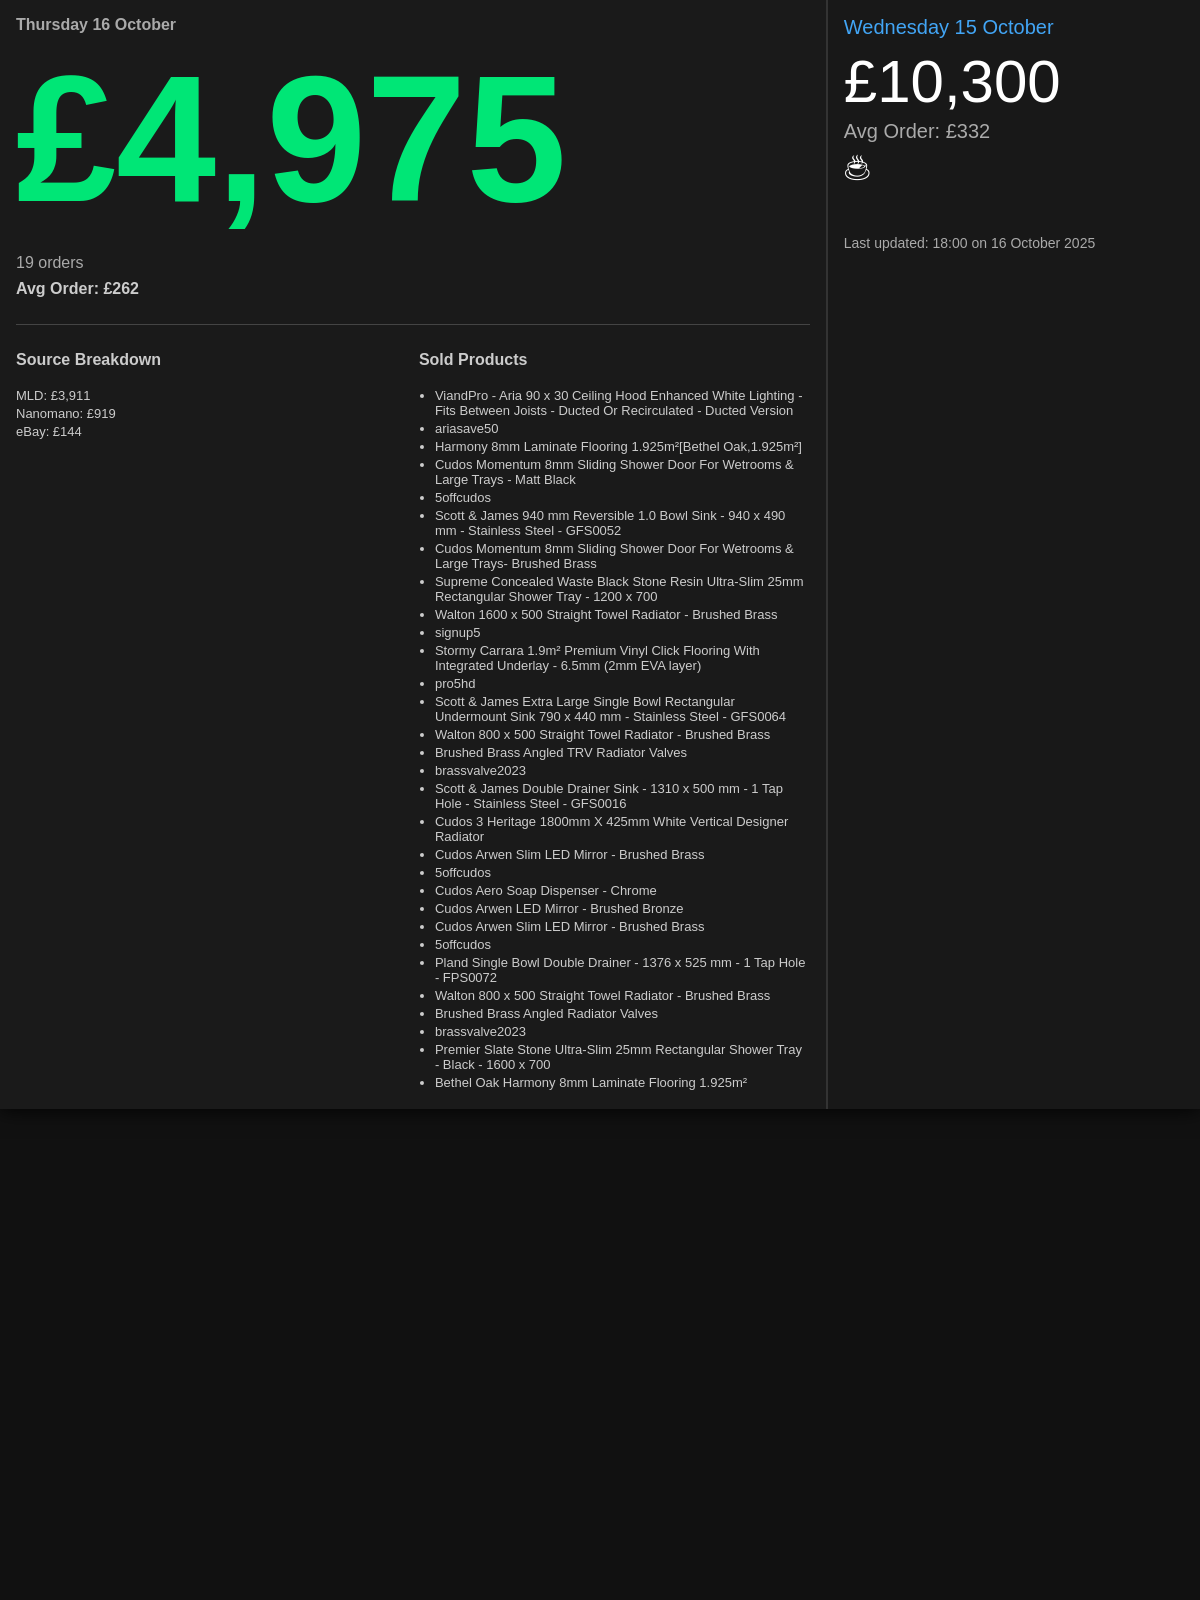 Thursday 16 October
£4,975
19 orders
Avg Order: £262
Source Breakdown
MLD: £3,911
Nanomano: £919
eBay: £144
Sold Products
ViandPro - Aria 90 x 30 Ceiling Hood Enhanced White Lighting -
Fits Between Joists - Ducted Or Recirculated - Ducted Version
ariasave50
Harmony 8mm Laminate Flooring 1.925m²[Bethel Oak,1.925m²]
Cudos Momentum 8mm Sliding Shower Door For Wetrooms &
Large Trays - Matt Black
5offcudos
Scott & James 940 mm Reversible 1.0 Bowl Sink - 940 x 490
mm - Stainless Steel - GFS0052
Cudos Momentum 8mm Sliding Shower Door For Wetrooms &
Large Trays- Brushed Brass
Supreme Concealed Waste Black Stone Resin Ultra-Slim 25mm
Rectangular Shower Tray - 1200 x 700
Walton 1600 x 500 Straight Towel Radiator - Brushed Brass
signup5
Stormy Carrara 1.9m² Premium Vinyl Click Flooring With
Integrated Underlay - 6.5mm (2mm EVA layer)
pro5hd
Scott & James Extra Large Single Bowl Rectangular
Undermount Sink 790 x 440 mm - Stainless Steel - GFS0064
Walton 800 x 500 Straight Towel Radiator - Brushed Brass
Brushed Brass Angled TRV Radiator Valves
brassvalve2023
Scott & James Double Drainer Sink - 1310 x 500 mm - 1 Tap
Hole - Stainless Steel - GFS0016
Cudos 3 Heritage 1800mm X 425mm White Vertical Designer
Radiator
Cudos Arwen Slim LED Mirror - Brushed Brass
5offcudos
Cudos Aero Soap Dispenser - Chrome
Cudos Arwen LED Mirror - Brushed Bronze
Cudos Arwen Slim LED Mirror - Brushed Brass
5offcudos
Pland Single Bowl Double Drainer - 1376 x 525 mm - 1 Tap Hole
- FPS0072
Walton 800 x 500 Straight Towel Radiator - Brushed Brass
Brushed Brass Angled Radiator Valves
brassvalve2023
Premier Slate Stone Ultra-Slim 25mm Rectangular Shower Tray
- Black - 1600 x 700
Bethel Oak Harmony 8mm Laminate Flooring 1.925m²
Wednesday 15 October
£10,300
Avg Order: £332
Last updated: 18:00 on 16 October 2025